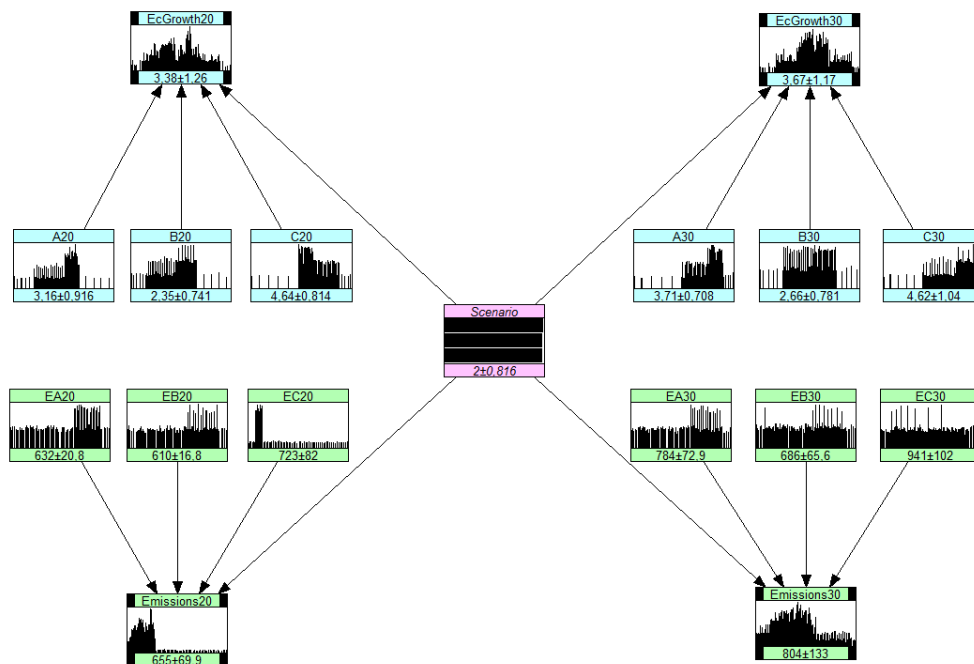 EcGrowth20
3.38±1.26
EcGrowth30
3.67±1.17
A20
3.16±0.916
B20
2.35±0.741
C20
4.64±0.814
A30
3.71±0.708
B30
2.66±0.781
C30
4.62±1.04
Scenario
2±0.816
EA20
632±20.8
EB20
610±16.8
EC20
723±82
EA30
784±72.9
EB30
686±65.6
EC30
941±102
Emissions20
655±69.9
Emissions30
804±133